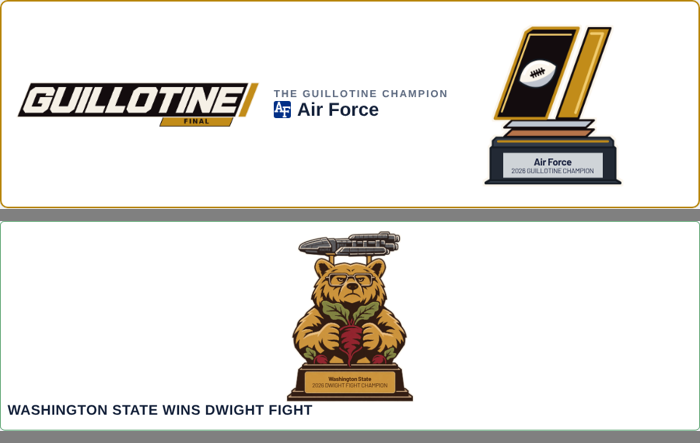 GUILLOTINE
FINAL
THE GUILLOTINE CHAMPION
AF Air Force
Air Force
2026 GUILLOTINE CHAMPION
Washington State
2026 DWIGHT FIGHT CHAMPION
WASHINGTON STATE WINS DWIGHT FIGHT